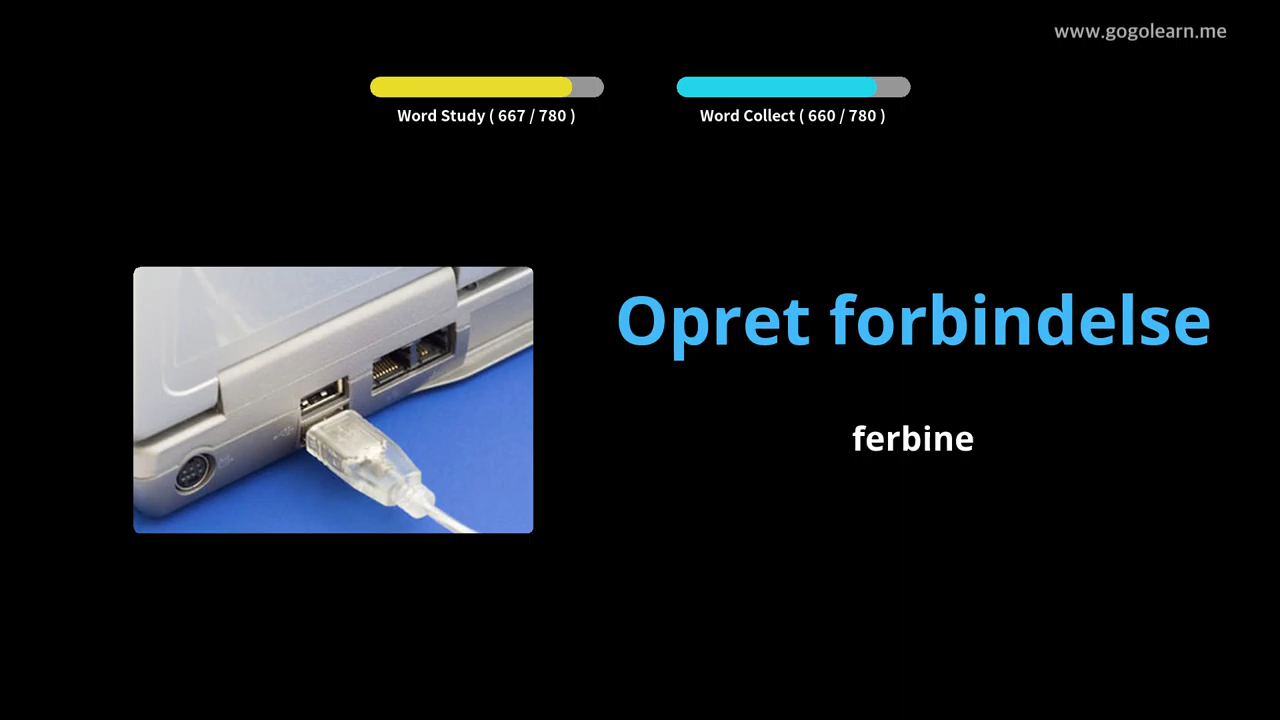 www.gogolearn.me
Word Study ( 667 / 780 )
Word Collect ( 660 / 780 )
Opret forbindelse
ferbine